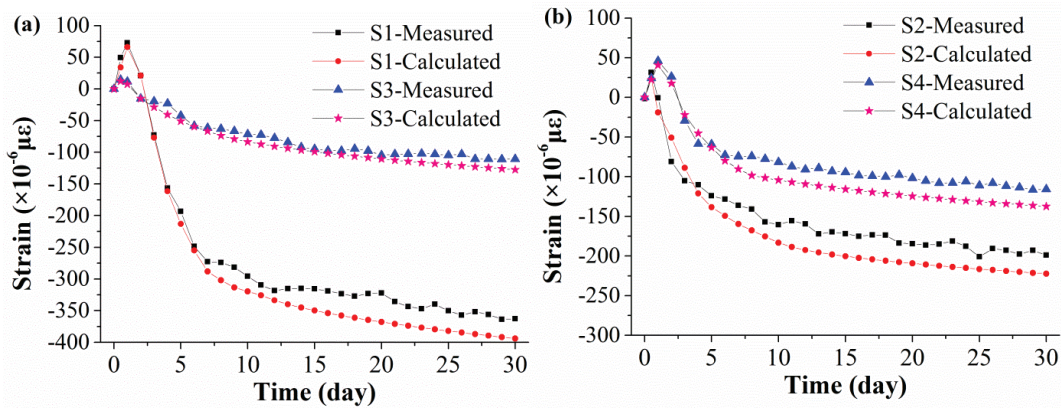 (a)
S1-Measured
S1-Calculated
S3-Measured
S3-Calculated
100
50
0
-50
-100
-150
-200
-250
-300
-350
-400
Strain (×10⁻⁶με)
0 5 10 15 20 25 30
Time (day)
(b)
S2-Measured
S2-Calculated
S4-Measured
S4-Calculated
100
50
0
-50
-100
-150
-200
-250
-300
Strain (×10⁻⁶με)
0 5 10 15 20 25 30
Time (day)